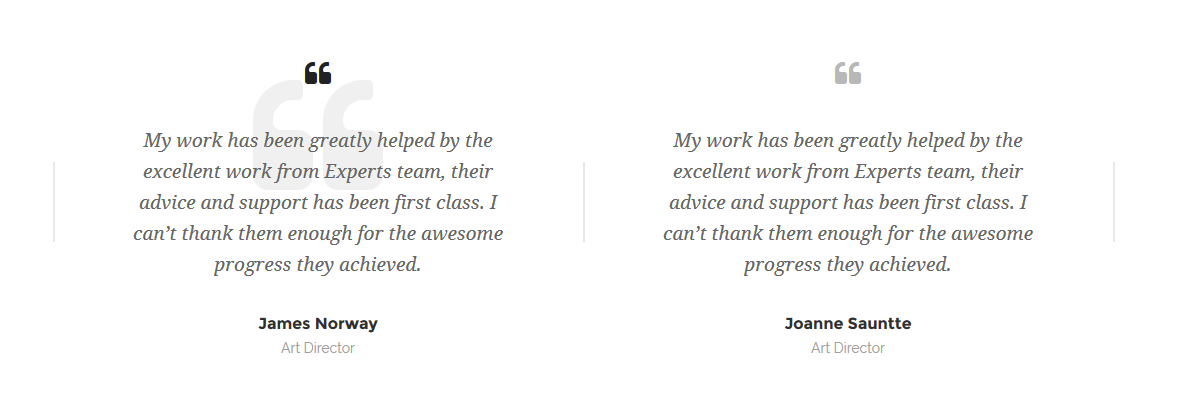 ❝
My work has been greatly helped by the
excellent work from Experts team, their
advice and support has been first class. I
can’t thank them enough for the awesome
progress they achieved.
James Norway
Art Director
❝
My work has been greatly helped by the
excellent work from Experts team, their
advice and support has been first class. I
can’t thank them enough for the awesome
progress they achieved.
Joanne Sauntte
Art Director